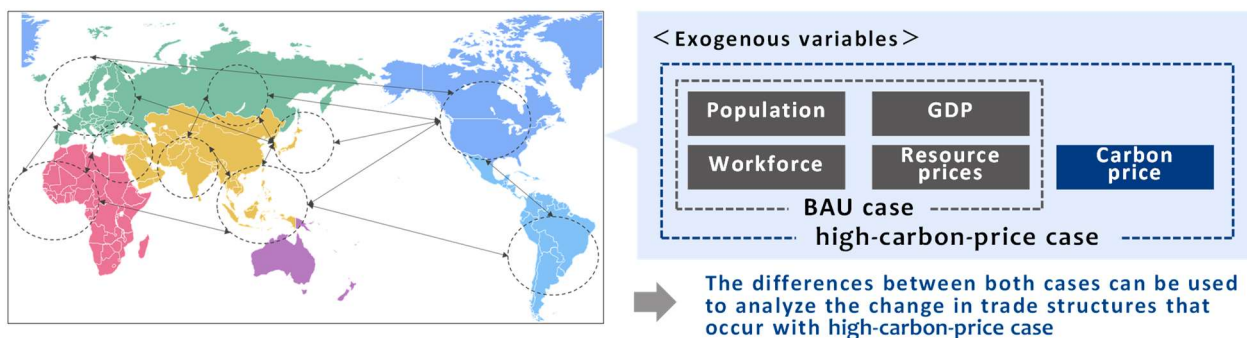 <Exogenous variables>
Population
GDP
Workforce
Resource
prices
Carbon
price
BAU case
high-carbon-price case
The differences between both cases can be used
to analyze the change in trade structures that
occur with high-carbon-price case